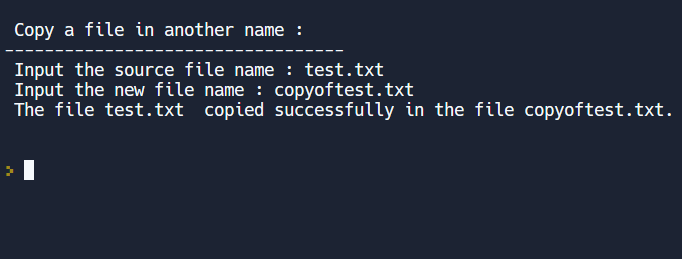 Copy a file in another name :
----------------------------------
Input the source file name : test.txt
Input the new file name : copyoftest.txt
The file test.txt  copied successfully in the file copyoftest.txt.
>